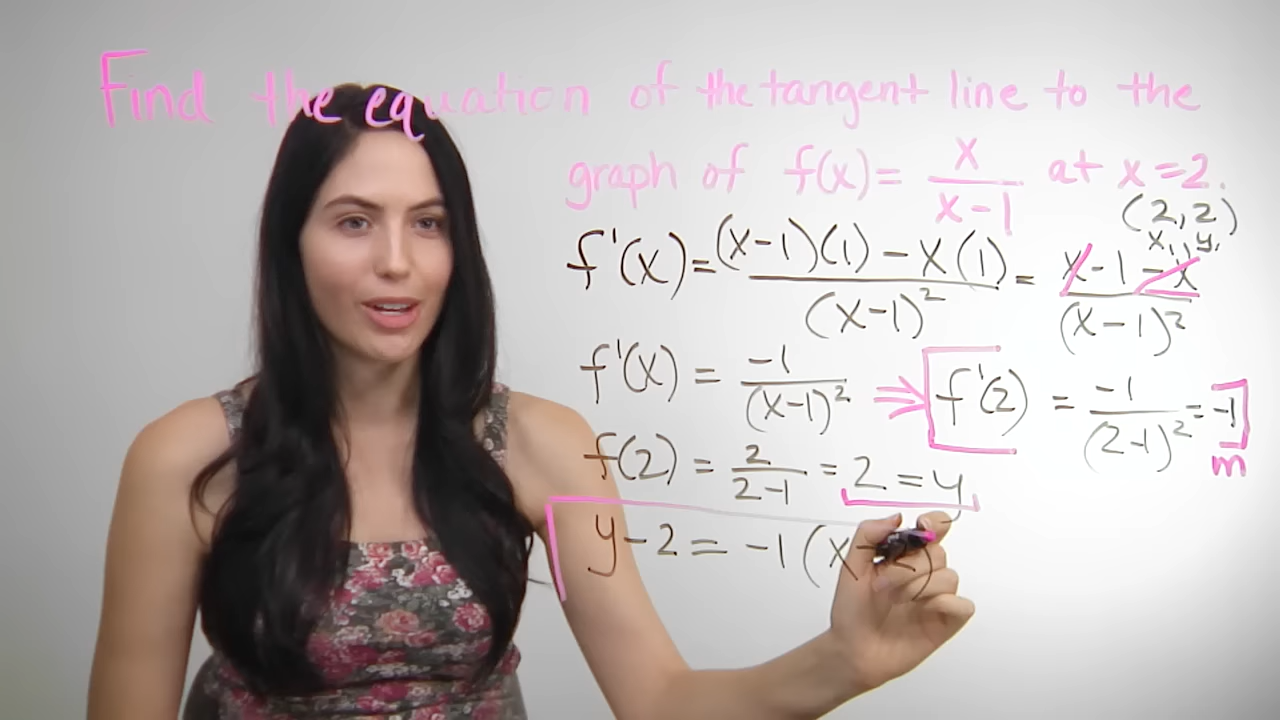 Find the equation of the tangent line to the
graph of f(x) = x/(x-1) at x=2.
(2, 2)
x₁, y₁
f'(x) = ((x-1)(1) - x(1))/(x-1)² = (x-1-x)/(x-1)²
f'(x) = -1/(x-1)² ⇒ f'(2) = -1/(2-1)² = -1
m
f(2) = 2/(2-1) = 2 = y
y-2 = -1(x-2)